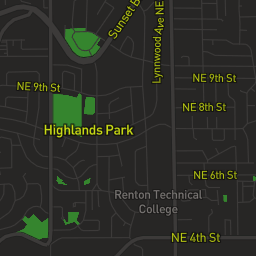 Sunset B
Lynnwood Ave NE
NE 9th St
NE 9th St
NE 8th St
Highlands Park
NE 6th St
Renton Technical
College
NE 4th St